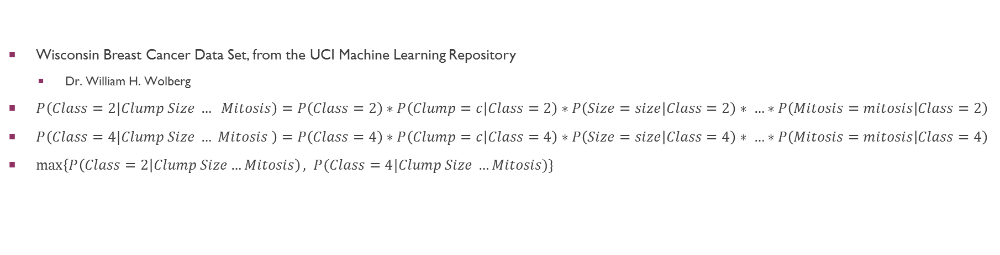 Wisconsin Breast Cancer Data Set, from the UCI Machine Learning Repository
Dr. William H. Wolberg
P(Class = 2|Clump Size … Mitosis) = P(Class = 2) ∗ P(Clump = c|Class = 2) ∗ P(Size = size|Class = 2) ∗ … ∗ P(Mitosis = mitosis|Class = 2)
P(Class = 4|Clump Size … Mitosis ) = P(Class = 4) ∗ P(Clump = c|Class = 4) ∗ P(Size = size|Class = 4) ∗ … ∗ P(Mitosis = mitosis|Class = 4)
max{P(Class = 2|Clump Size … Mitosis) , P(Class = 4|Clump Size … Mitosis)}